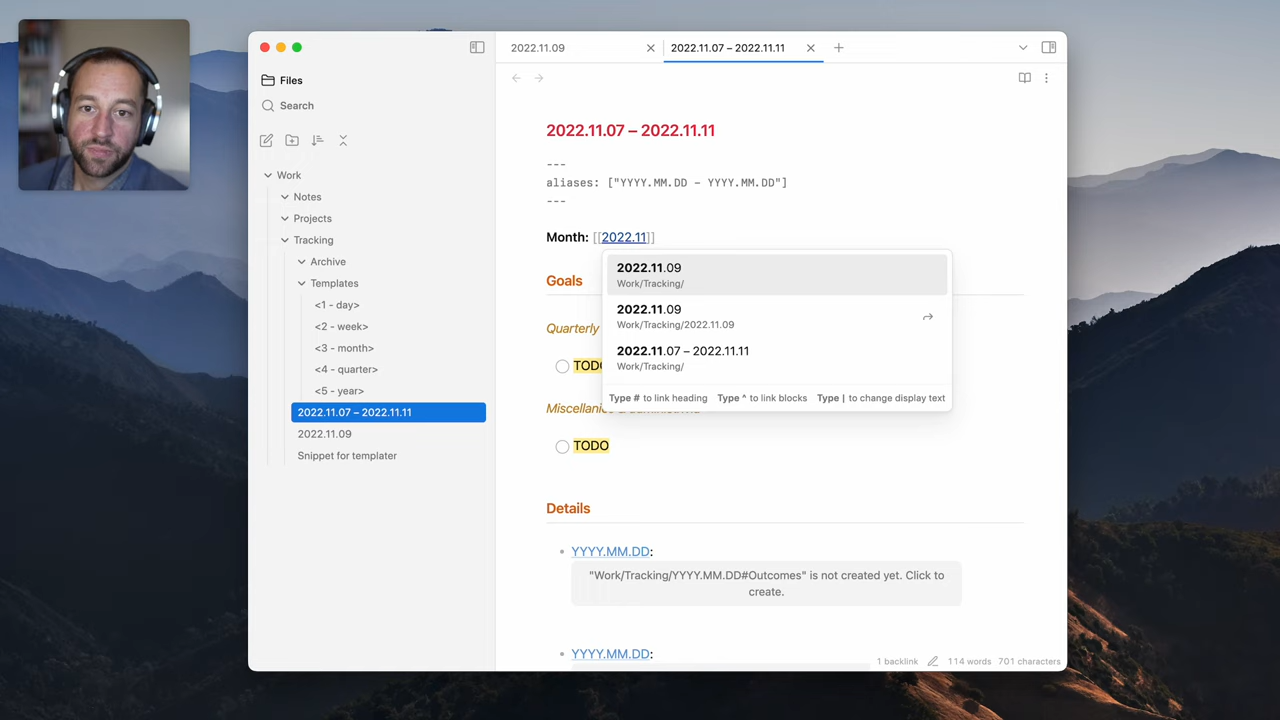 2022.11.09
2022.11.07 – 2022.11.11
Files
Search
Work
Notes
Projects
Tracking
Archive
Templates
<1 - day>
<2 - week>
<3 - month>
<4 - quarter>
<5 - year>
2022.11.07 – 2022.11.11
2022.11.09
Snippet for templater
2022.11.07 – 2022.11.11
---
aliases: ["YYYY.MM.DD – YYYY.MM.DD"]
---
Month: [[2022.11]]
2022.11.09
Work/Tracking/
2022.11.09
Work/Tracking/2022.11.09
2022.11.07 – 2022.11.11
Work/Tracking/
Type # to link heading Type ^ to link blocks Type | to change display text
Goals
Quarterly
TODO
TODO
Details
YYYY.MM.DD:
"Work/Tracking/YYYY.MM.DD#Outcomes" is not created yet. Click to
create.
YYYY.MM.DD:
1 backlink 114 words 701 characters